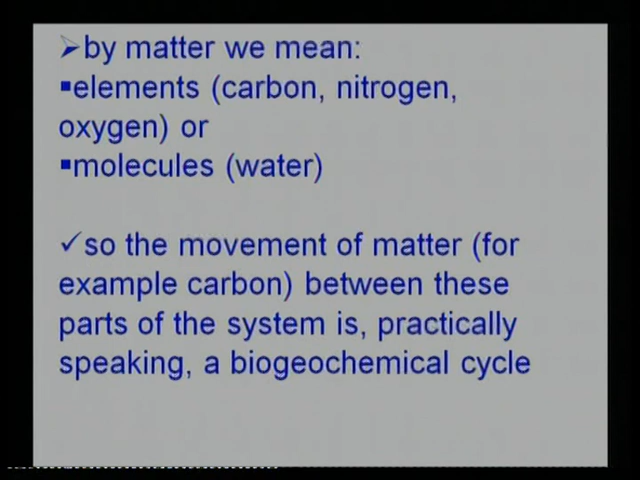 ➢by matter we mean:
▪elements (carbon, nitrogen,
oxygen) or
▪molecules (water)
✓so the movement of matter (for
example carbon) between these
parts of the system is, practically
speaking, a biogeochemical cycle